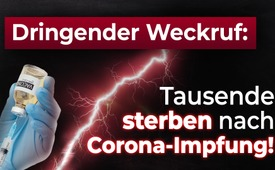 Dringender Weckruf:
Tausende
sterben nach
Corona-Impfung!